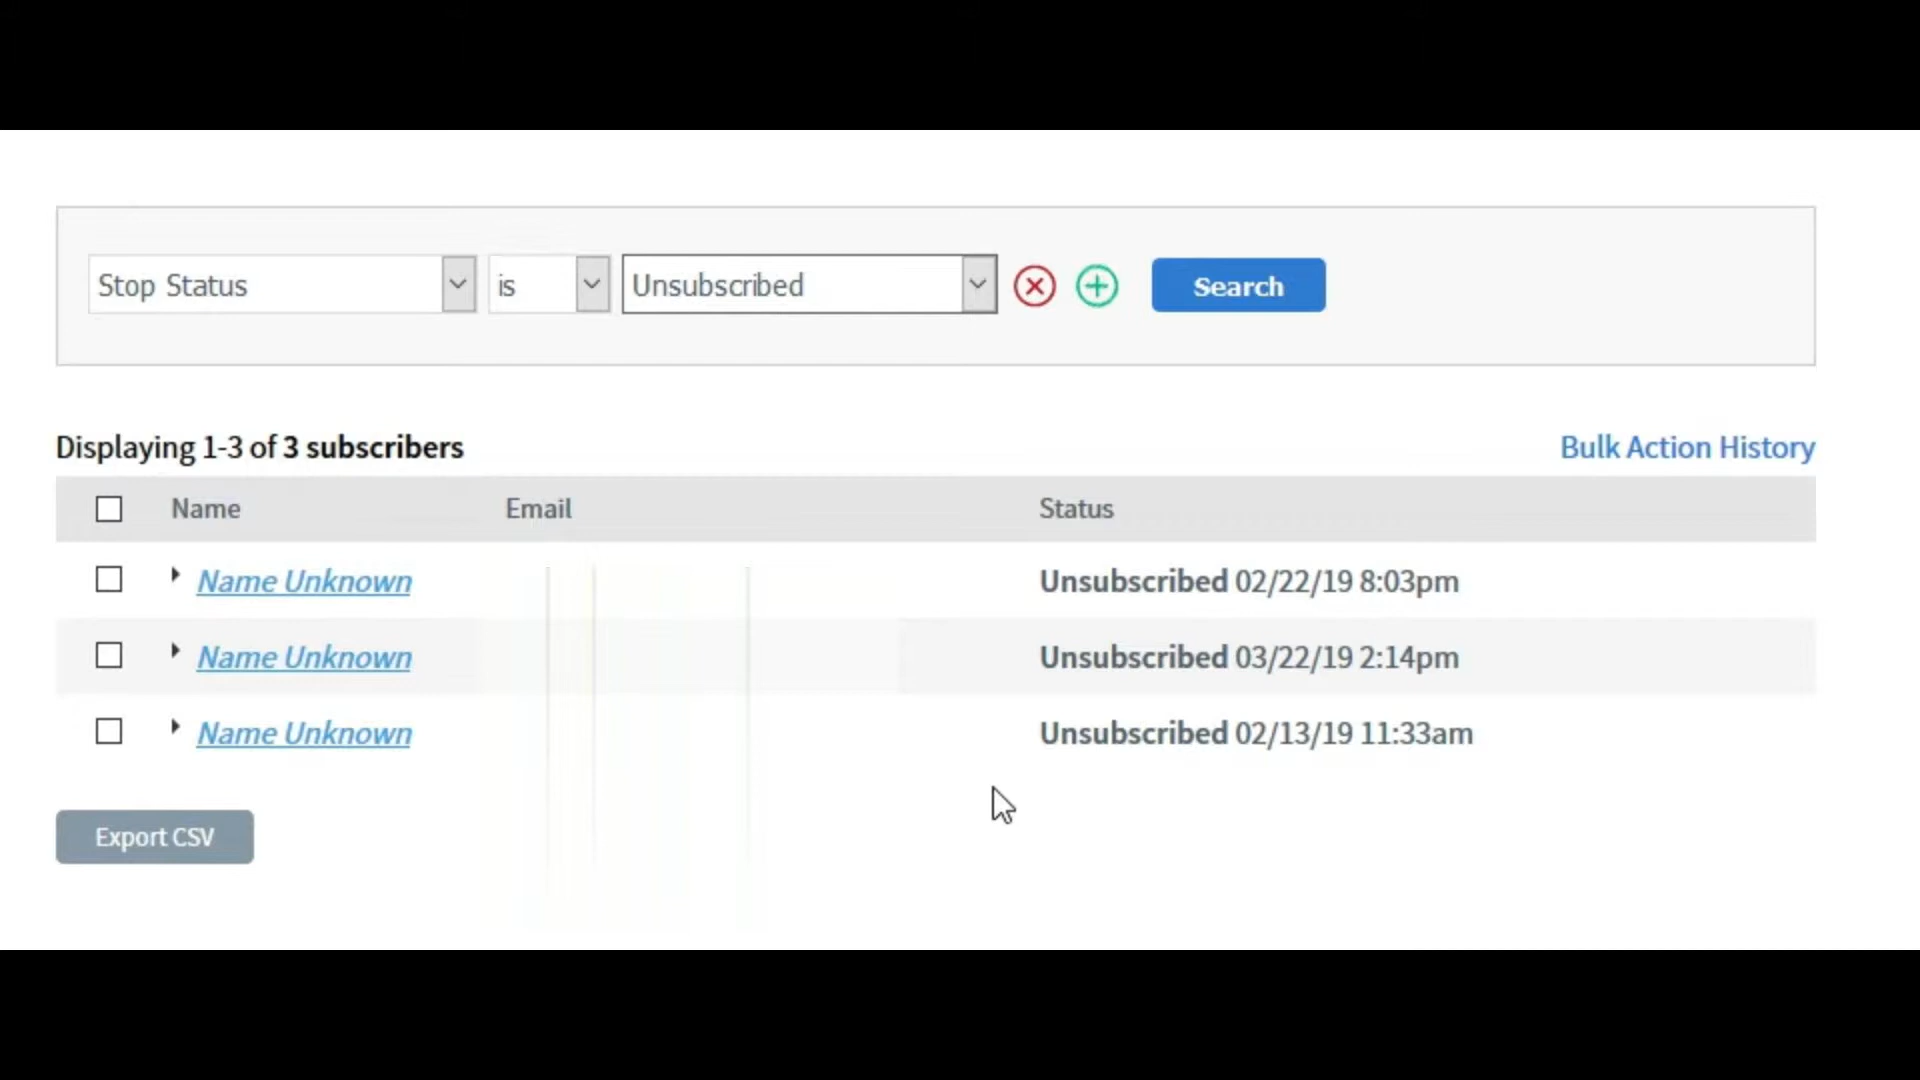 Stop Status is Unsubscribed Search
Displaying 1-3 of 3 subscribers Bulk Action History
Name Email Status
Name Unknown Unsubscribed 02/22/19 8:03pm
Name Unknown Unsubscribed 03/22/19 2:14pm
Name Unknown Unsubscribed 02/13/19 11:33am
Export CSV